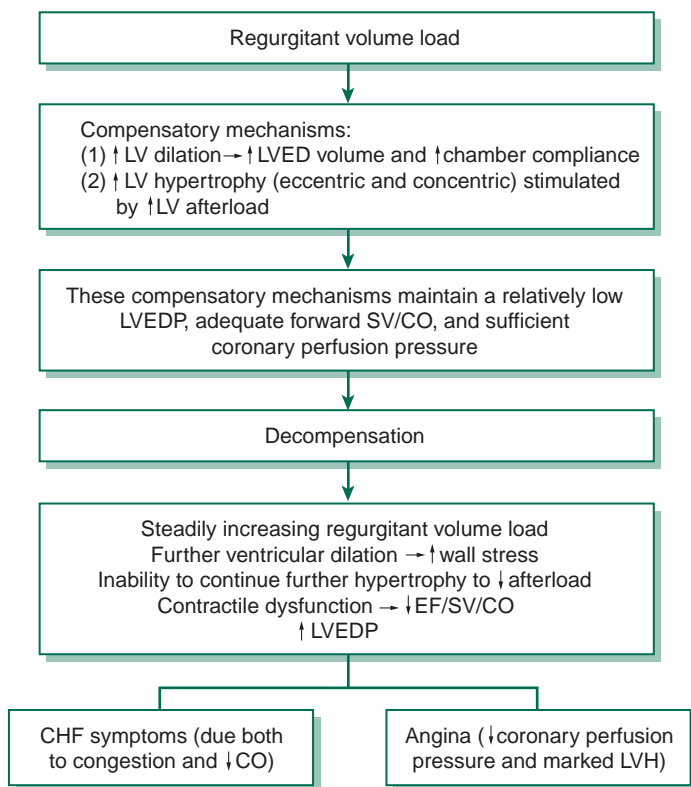 Regurgitant volume load
Compensatory mechanisms:
(1) ↑ LV dilation → ↑ LVED volume and ↑ chamber compliance
(2) ↑ LV hypertrophy (eccentric and concentric) stimulated
by ↑ LV afterload
These compensatory mechanisms maintain a relatively low
LVEDP, adequate forward SV/CO, and sufficient
coronary perfusion pressure
Decompensation
Steadily increasing regurgitant volume load
Further ventricular dilation → ↑ wall stress
Inability to continue further hypertrophy to ↓ afterload
Contractile dysfunction → ↓ EF/SV/CO
↑ LVEDP
CHF symptoms (due both
to congestion and ↓ CO)
Angina (↓ coronary perfusion
pressure and marked LVH)